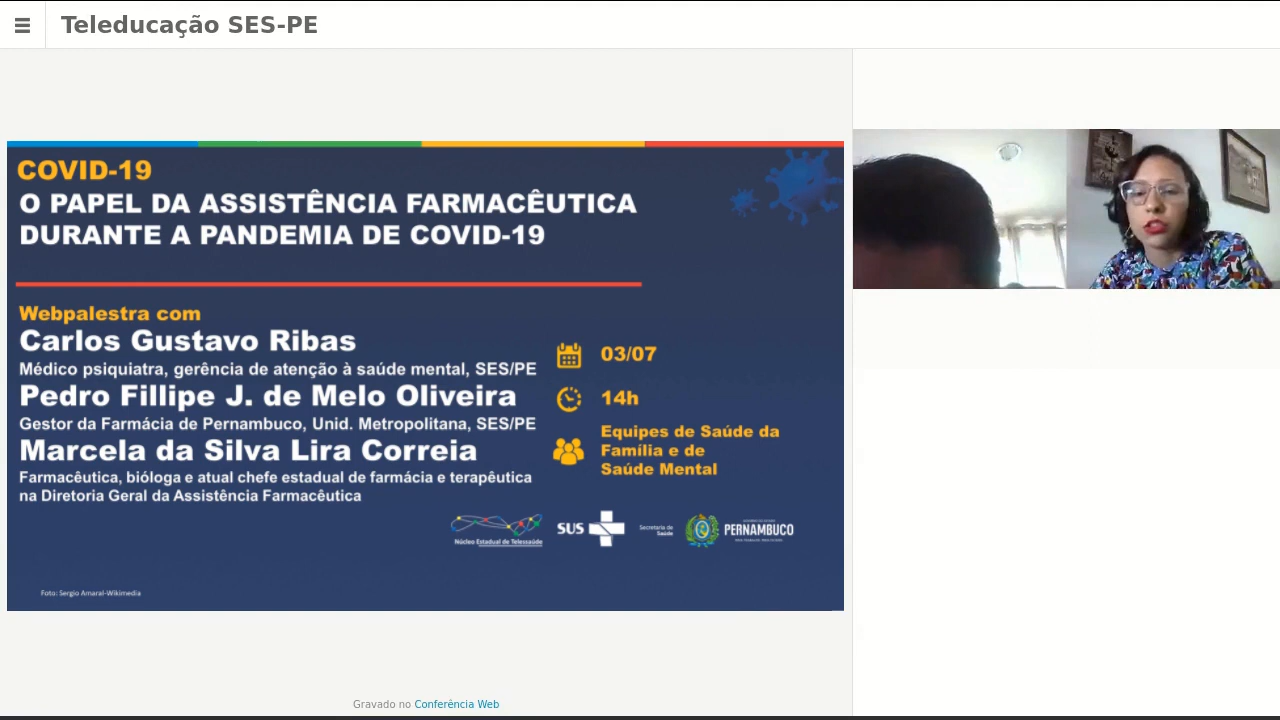 Teleducação SES-PE
COVID-19
O PAPEL DA ASSISTÊNCIA FARMACÊUTICA
DURANTE A PANDEMIA DE COVID-19
Webpalestra com
Carlos Gustavo Ribas
Médico psiquiatra, gerência de atenção à saúde mental, SES/PE
Pedro Fillipe J. de Melo Oliveira
Gestor da Farmácia de Pernambuco, Unid. Metropolitana, SES/PE
Marcela da Silva Lira Correia
Farmacêutica, bióloga e atual chefe estadual de farmácia e terapêutica
na Diretoria Geral da Assistência Farmacêutica
03/07
14h
Equipes de Saúde da
Família e de
Saúde Mental
Núcleo Estadual de Telessaúde
SUS
Secretaria de
Saúde
PERNAMBUCO
Foto: Sergio Amaral-Wikimedia
Gravado no Conferência Web